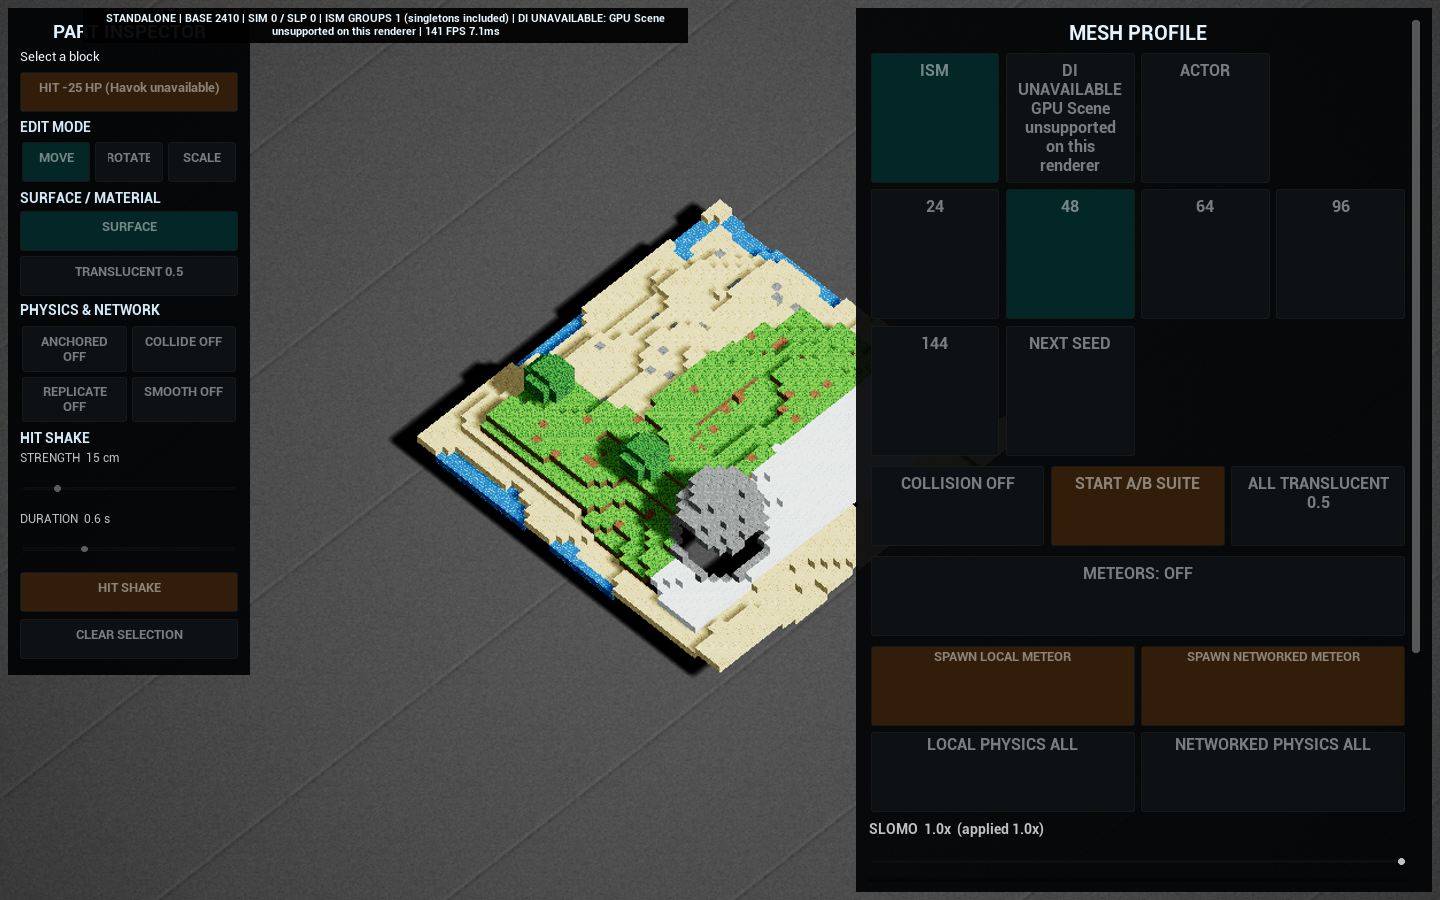 STANDALONE | BASE 2410 | SIM 0 / SLP 0 | ISM GROUPS 1 (singletons included) | DI UNAVAILABLE: GPU Scene
unsupported on this renderer | 141 FPS 7.1ms
PART INSPECTOR
Select a block
HIT -25 HP (Havok unavailable)
EDIT MODE
MOVE
ROTATE
SCALE
SURFACE / MATERIAL
SURFACE
TRANSLUCENT 0.5
PHYSICS & NETWORK
ANCHORED
OFF
COLLIDE OFF
REPLICATE
OFF
SMOOTH OFF
HIT SHAKE
STRENGTH 15 cm
DURATION 0.6 s
HIT SHAKE
CLEAR SELECTION
MESH PROFILE
ISM
DI
UNAVAILABLE
GPU Scene
unsupported
on this
renderer
ACTOR
24
48
64
96
144
NEXT SEED
COLLISION OFF
START A/B SUITE
ALL TRANSLUCENT
0.5
METEORS: OFF
SPAWN LOCAL METEOR
SPAWN NETWORKED METEOR
LOCAL PHYSICS ALL
NETWORKED PHYSICS ALL
SLOMO 1.0x (applied 1.0x)